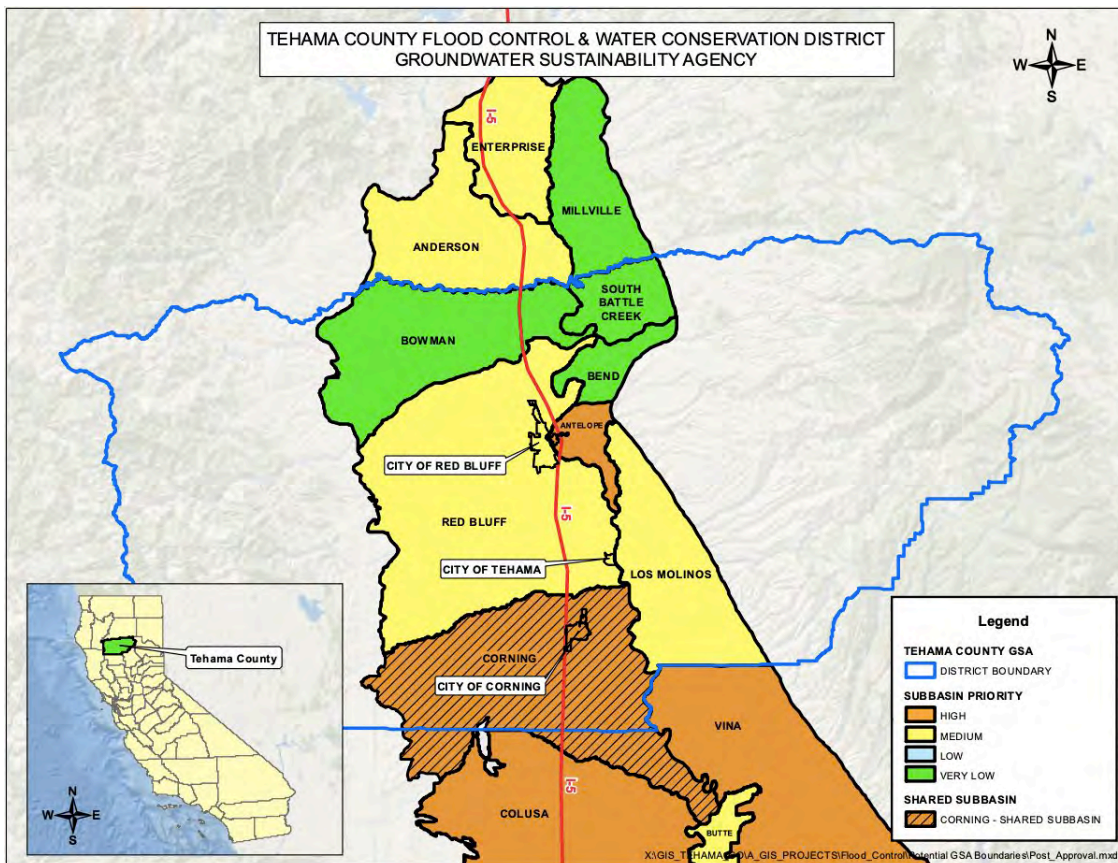 TEHAMA COUNTY FLOOD CONTROL & WATER CONSERVATION DISTRICT
GROUNDWATER SUSTAINABILITY AGENCY
N
W E
S
I-5
ENTERPRISE
MILLVILLE
ANDERSON
SOUTH
BATTLE
CREEK
BOWMAN
BEND
ANTELOPE
CITY OF RED BLUFF
RED BLUFF
I-5
CITY OF TEHAMA
LOS MOLINOS
CORNING
CITY OF CORNING
VINA
I-5
COLUSA
BUTTE
Tehama County
N
W E
S
Legend
TEHAMA COUNTY GSA
DISTRICT BOUNDARY
SUBBASIN PRIORITY
HIGH
MEDIUM
LOW
VERY LOW
SHARED SUBBASIN
CORNING - SHARED SUBBASIN